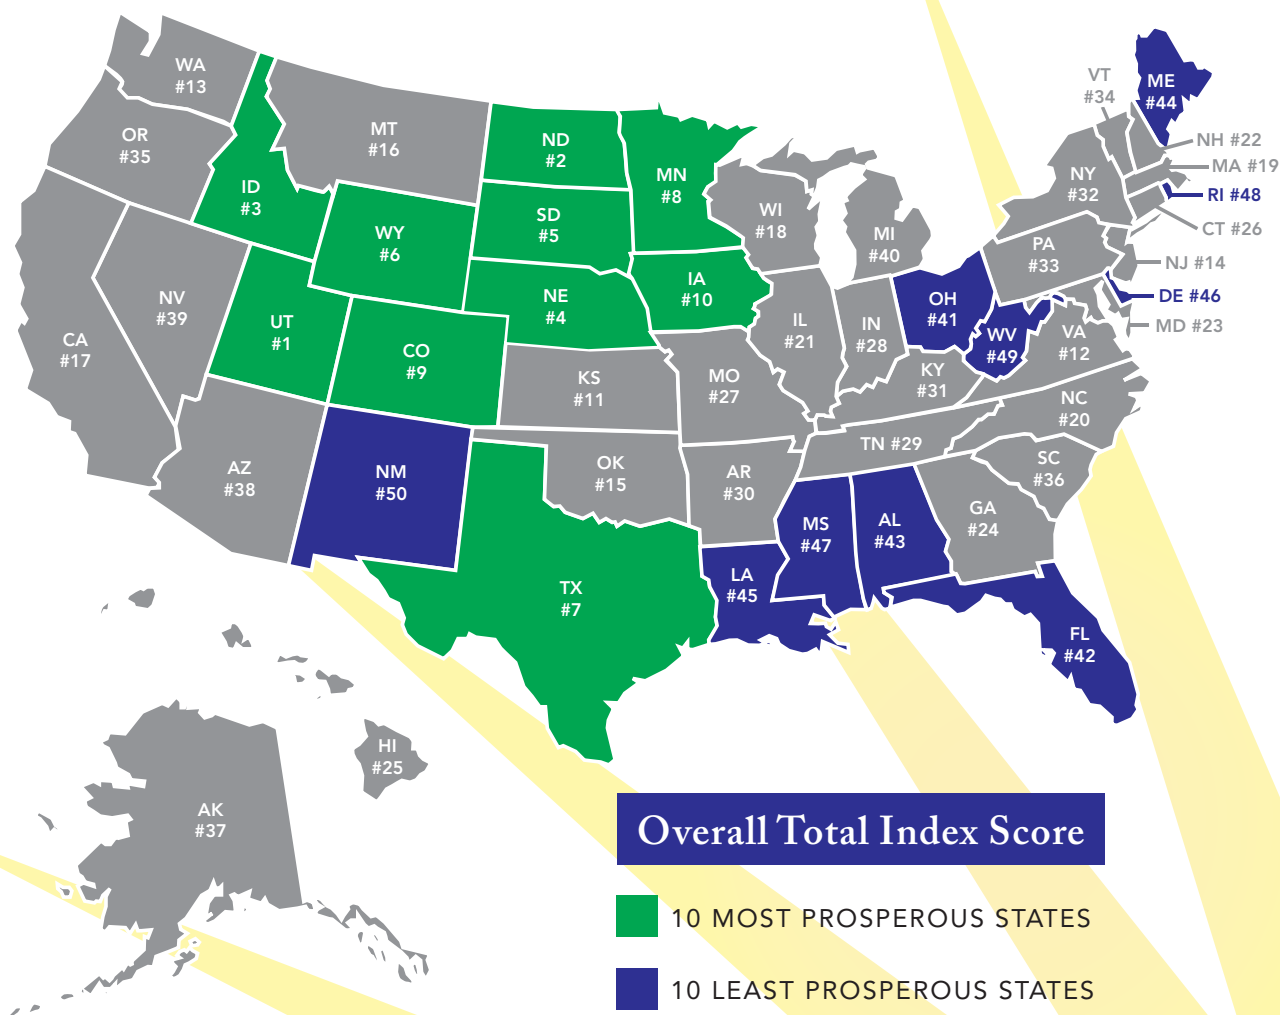 WA
#13
OR
#35
CA
#17
NV
#39
ID
#3
MT
#16
WY
#6
UT
#1
CO
#9
AZ
#38
NM
#50
ND
#2
SD
#5
NE
#4
KS
#11
OK
#15
TX
#7
MN
#8
IA
#10
MO
#27
AR
#30
LA
#45
WI
#18
IL
#21
MI
#40
IN
#28
OH
#41
KY
#31
TN #29
MS
#47
AL
#43
GA
#24
FL
#42
SC
#36
NC
#20
VA
#12
WV
#49
PA
#33
NY
#32
VT
#34
ME
#44
NH #22
MA #19
RI #48
CT #26
NJ #14
DE #46
MD #23
HI
#25
AK
#37
Overall Total Index Score
10 MOST PROSPEROUS STATES
10 LEAST PROSPEROUS STATES